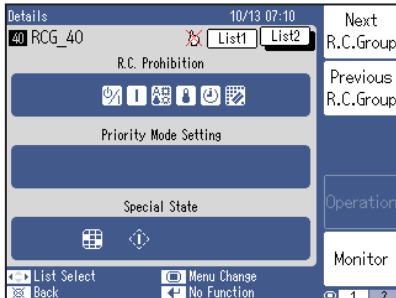 Details 10/13 07:10
40 RCG_40 List1 List2
R.C. Prohibition
Priority Mode Setting
Special State
List Select Menu Change
Back No Function
Next
R.C.Group
Previous
R.C.Group
Operation
Monitor
1 2